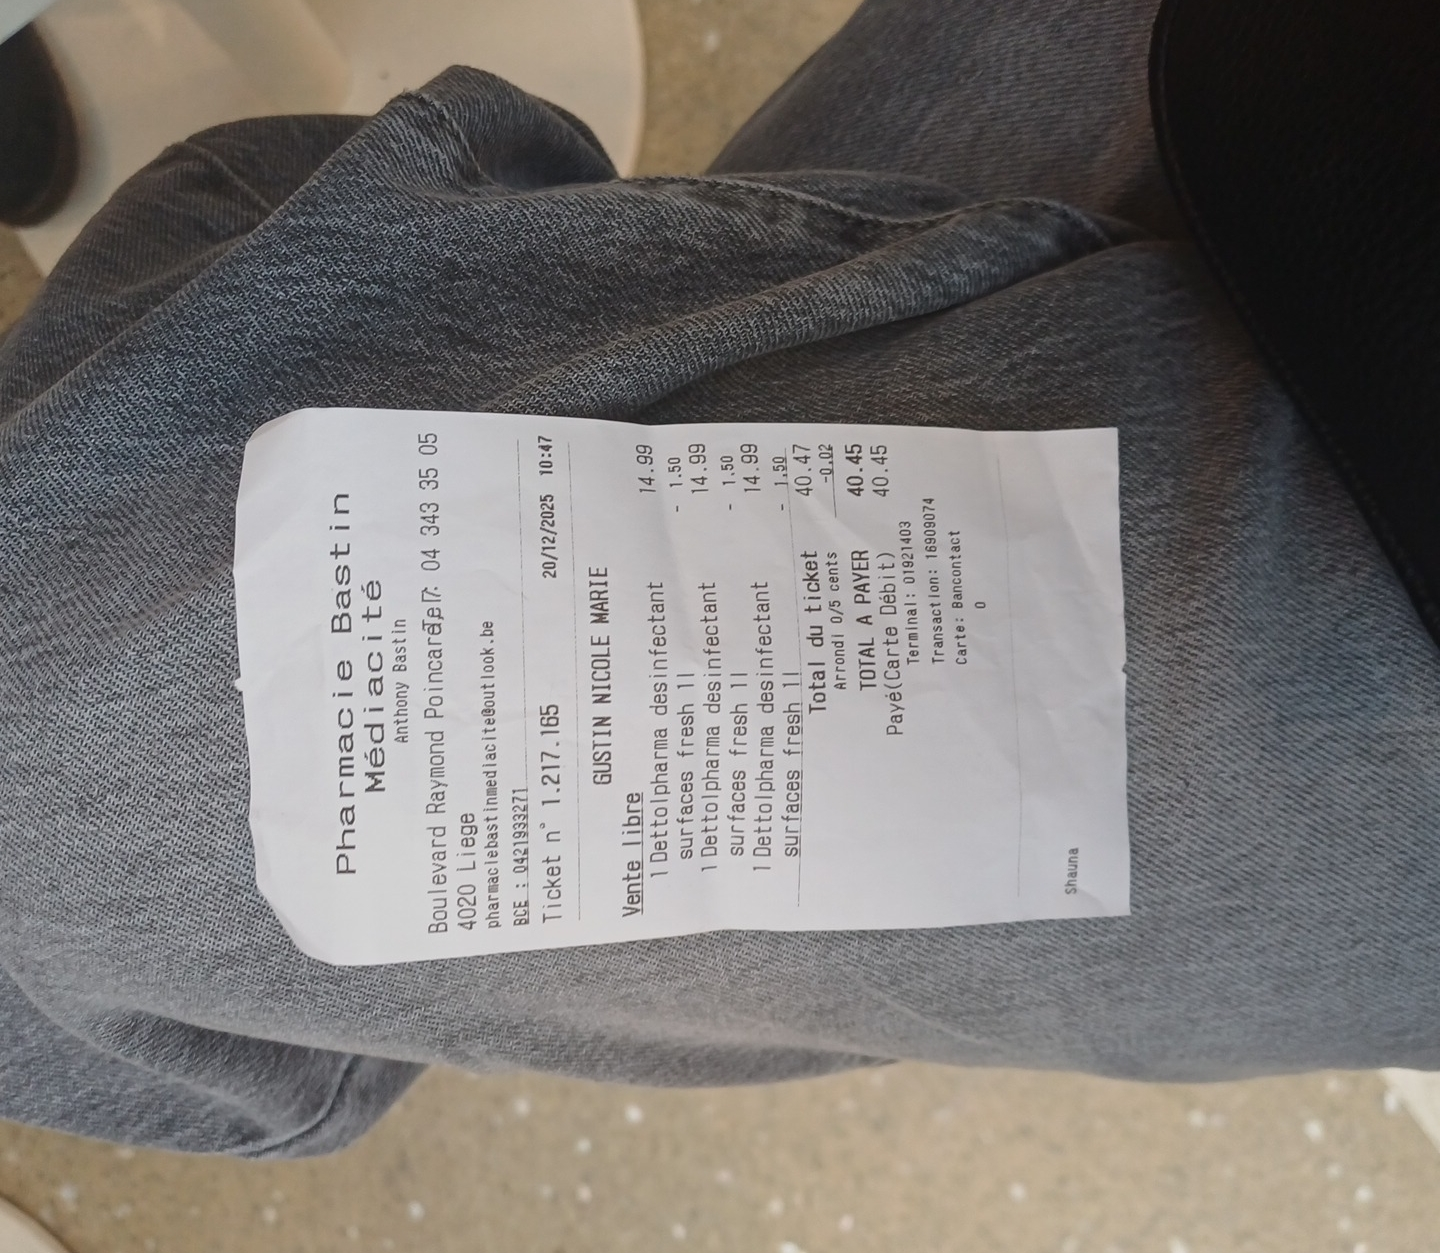 Pharmacie Bastin
Médiacité
Anthony Bastin
Boulevard Raymond Poincaré, 7: 04 343 35 05
4020 Liege
pharmaciebastinmediacite@outlook.be
BCE : 0421933271
Ticket n° 1.217.165 20/12/2025 10:47
GUSTIN NICOLE MARIE
Vente libre
1 Dettolpharma desinfectant 14.99
surfaces fresh 1l - 1.50
1 Dettolpharma desinfectant 14.99
surfaces fresh 1l - 1.50
1 Dettolpharma desinfectant 14.99
surfaces fresh 1l - 1.50
Total du ticket 40.47
Arrondi 0/5 cents -0.02
TOTAL A PAYER 40.45
Payé(Carte Débit) 40.45
Terminal: 01921403
Transaction: 16909074
Carte: Bancontact
0
Shauna